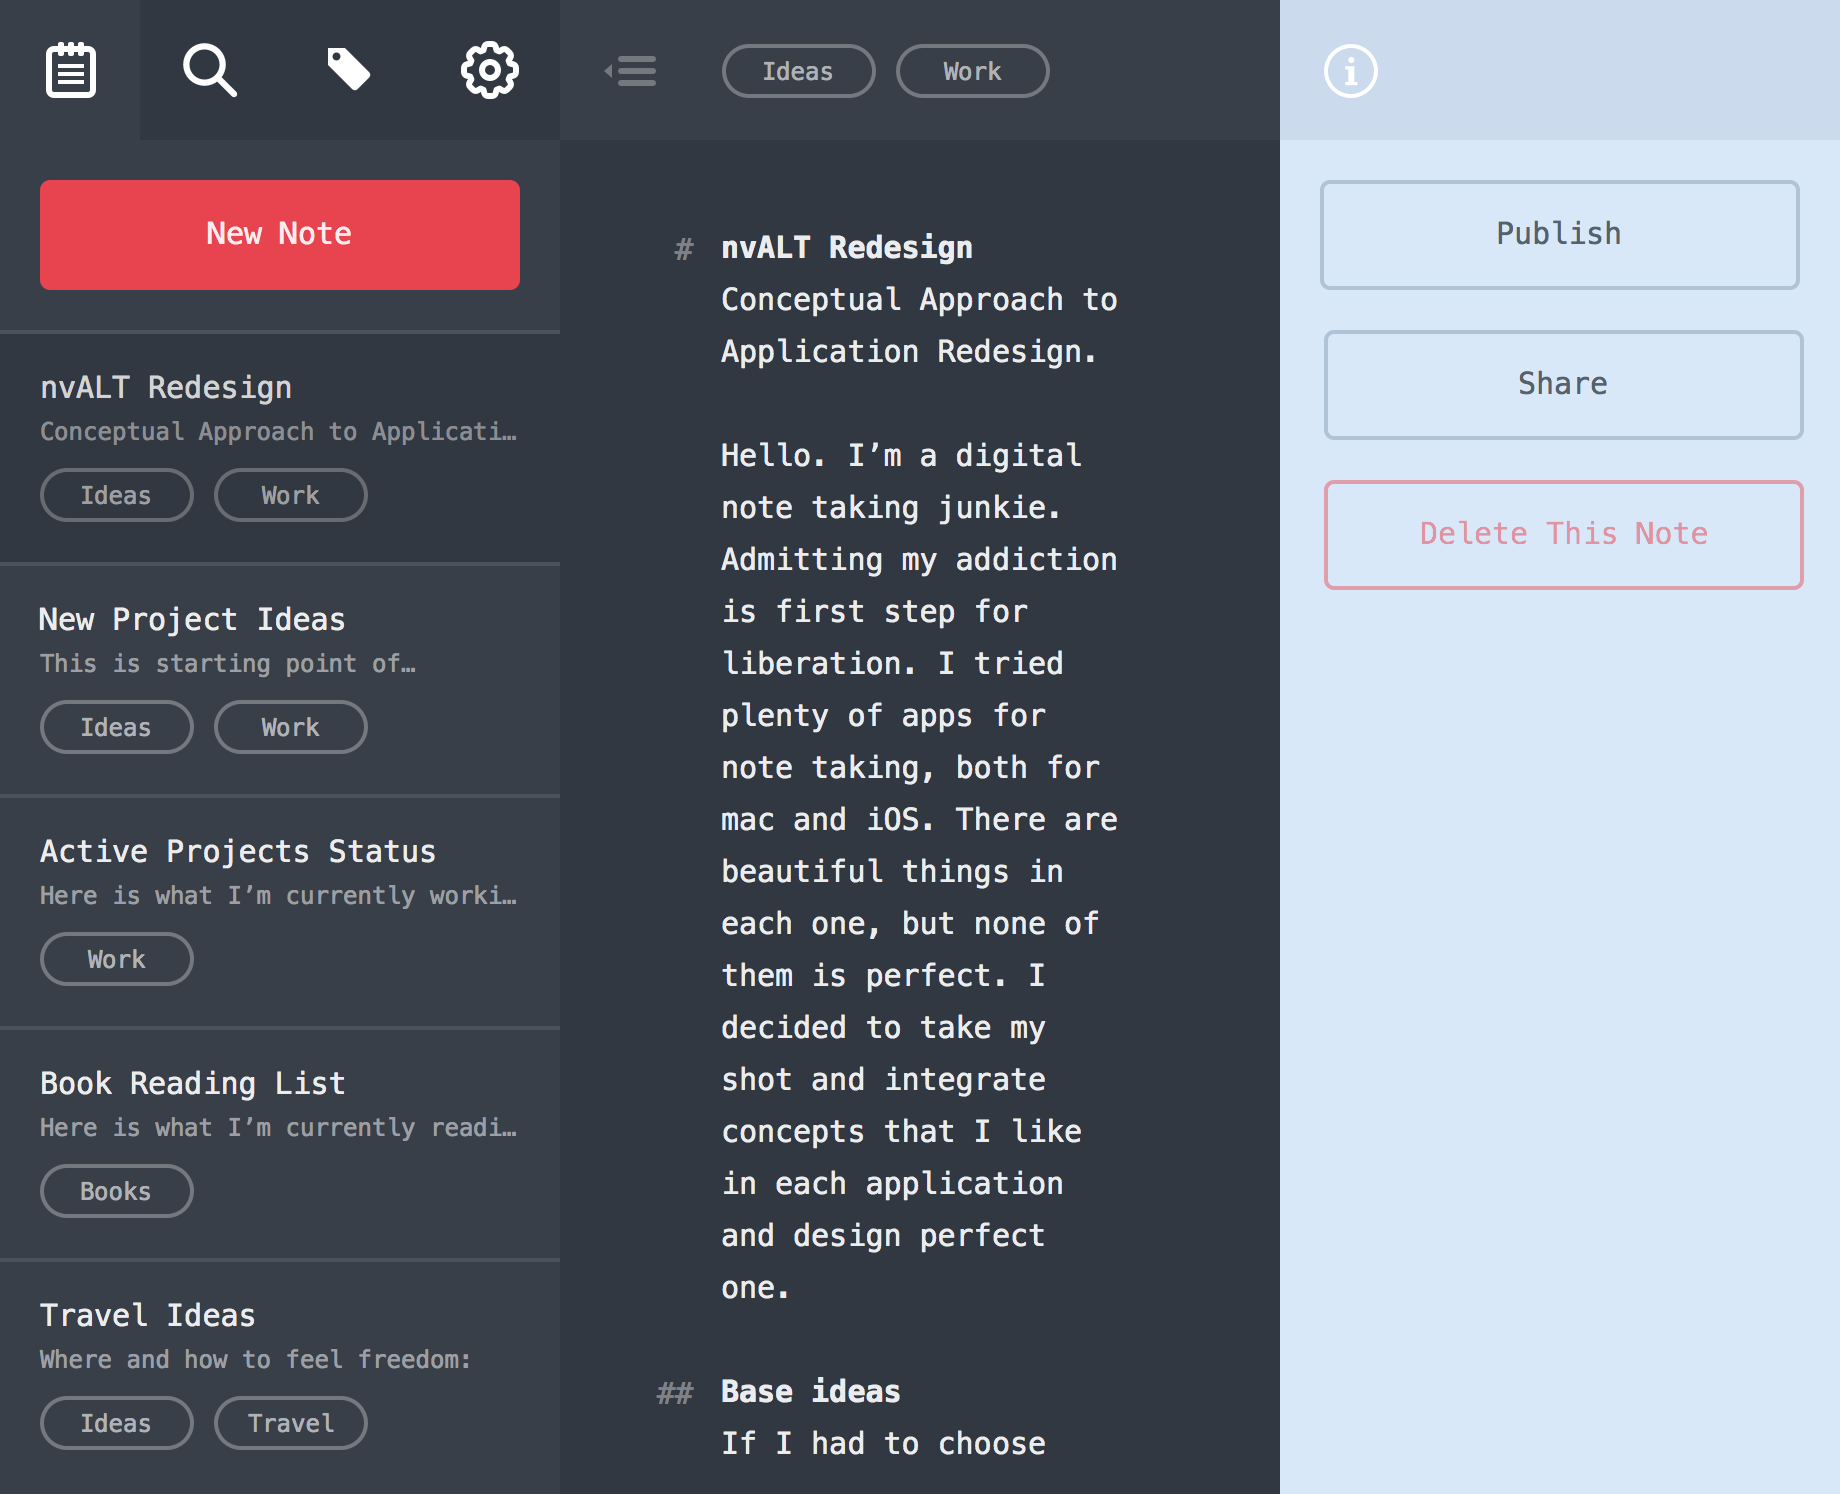 New Note
nvALT Redesign
Conceptual Approach to Applicati…
Ideas
Work
New Project Ideas
This is starting point of…
Ideas
Work
Active Projects Status
Here is what I’m currently worki…
Work
Book Reading List
Here is what I’m currently readi…
Books
Travel Ideas
Where and how to feel freedom:
Ideas
Travel
Ideas
Work
# nvALT Redesign
Conceptual Approach to
Application Redesign.
Hello. I’m a digital
note taking junkie.
Admitting my addiction
is first step for
liberation. I tried
plenty of apps for
note taking, both for
mac and iOS. There are
beautiful things in
each one, but none of
them is perfect. I
decided to take my
shot and integrate
concepts that I like
in each application
and design perfect
one.
## Base ideas
If I had to choose
Publish
Share
Delete This Note